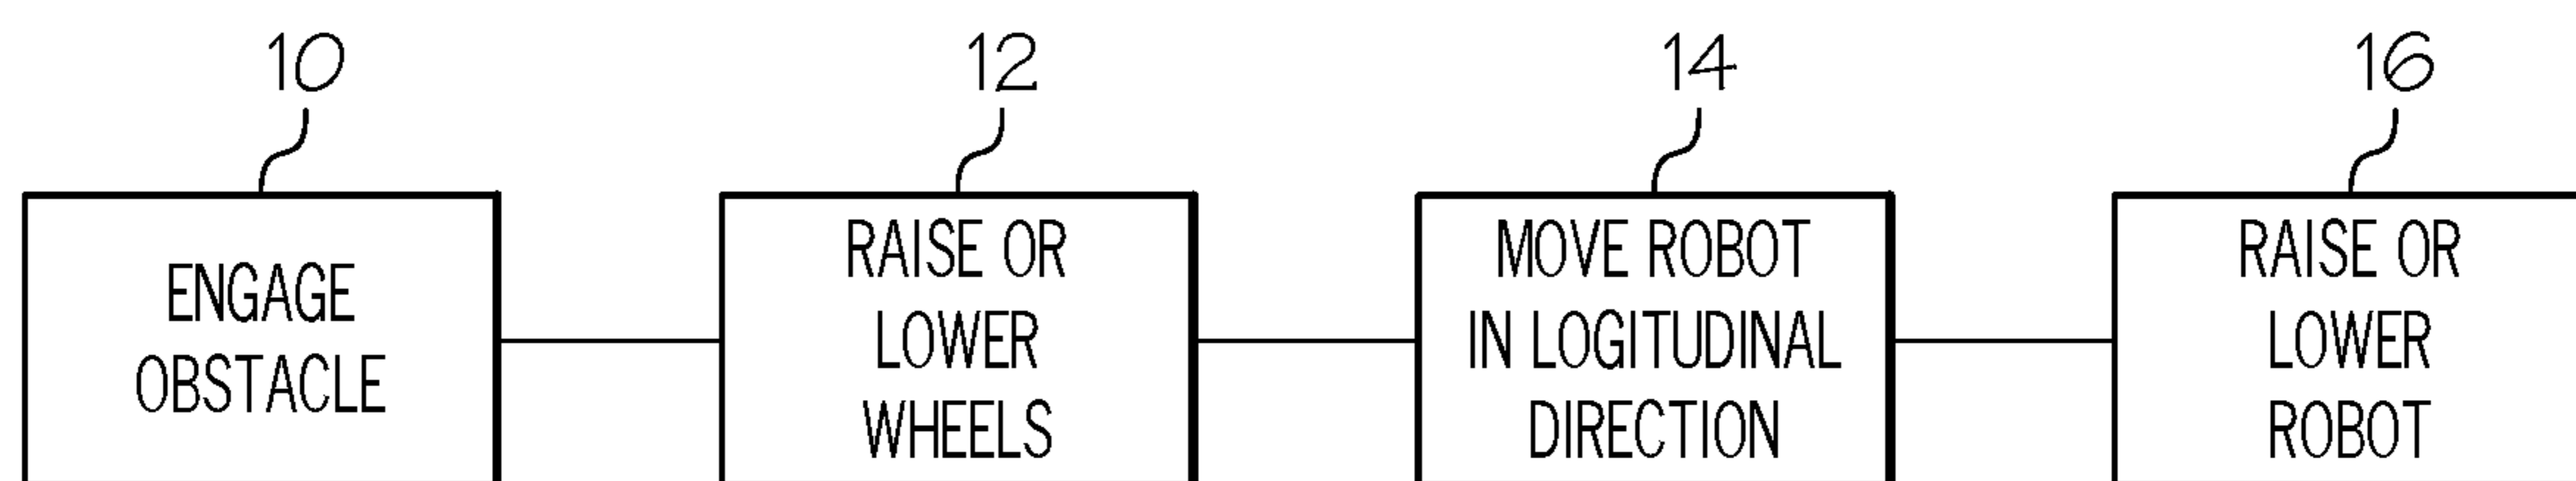 10
12
14
16
ENGAGE
OBSTACLE
RAISE OR
LOWER
WHEELS
MOVE ROBOT
IN LOGITUDINAL
DIRECTION
RAISE OR
LOWER
ROBOT